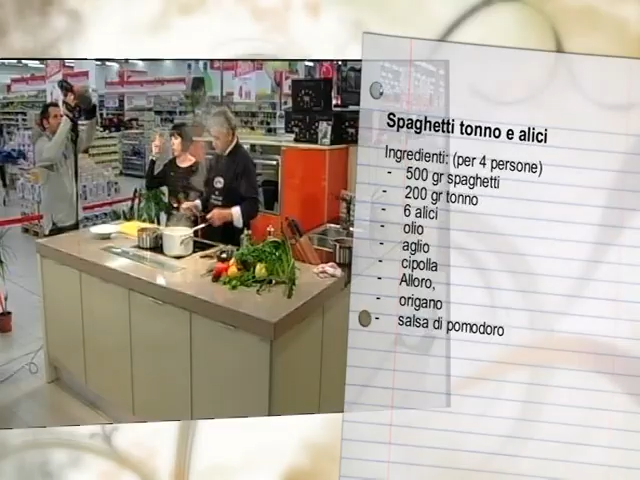 Spaghetti tonno e alici
Ingredienti: (per 4 persone)
- 500 gr spaghetti
- 200 gr tonno
- 6 alici
- olio
- aglio
- cipolla
- Alloro,
- origano
- salsa di pomodoro